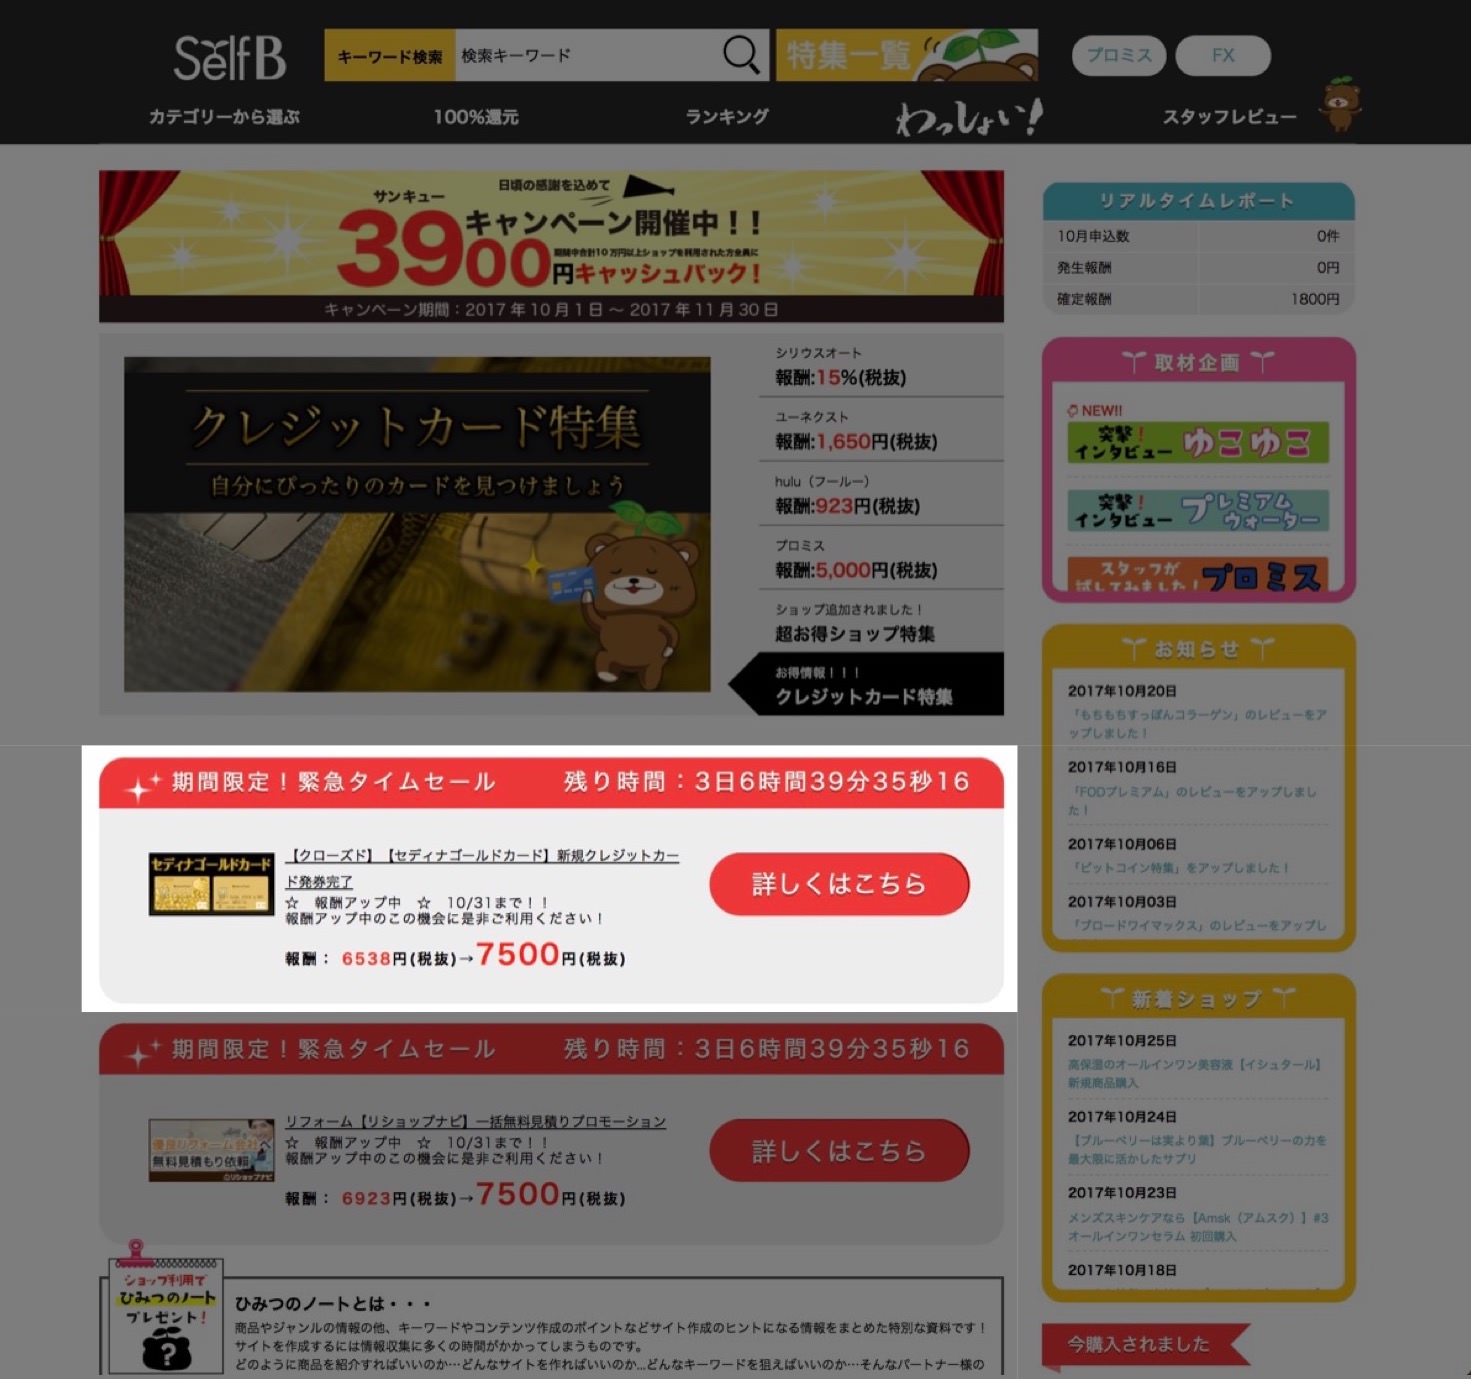 SelfB
キーワード検索
検索キーワード
特集一覧
プロミス
FX
カテゴリーから選ぶ
100%還元
ランキング
わっしょい!
スタッフレビュー
日頃の感謝を込めて
サンキュー
3900円キャンペーン開催中!!
期間中合計10万円以上ショップを利用された方全員に
キャッシュバック!
キャンペーン期間:2017年10月1日~2017年11月30日
クレジットカード特集
自分にぴったりのカードを見つけましょう
シリウスオート
報酬:15%(税抜)
ユーネクスト
報酬:1,650円(税抜)
hulu(フールー)
報酬:923円(税抜)
プロミス
報酬:5,000円(税抜)
ショップ追加されました!
超お得ショップ特集
お得情報!!!
クレジットカード特集
期間限定!緊急タイムセール 残り時間:3日6時間39分35秒16
セディナゴールドカード
【クローズド】【セディナゴールドカード】新規クレジットカー
ド発券完了
☆ 報酬アップ中 ☆ 10/31まで!!
報酬アップ中のこの機会に是非ご利用ください!
報酬: 6538円(税抜)→7500円(税抜)
詳しくはこちら
期間限定!緊急タイムセール 残り時間:3日6時間39分35秒16
優良リフォーム会社へ
無料見積もり依頼
リショップナビ
リフォーム【リショップナビ】一括無料見積りプロモーション
☆ 報酬アップ中 ☆ 10/31まで!!
報酬アップ中のこの機会に是非ご利用ください!
報酬: 6923円(税抜)→7500円(税抜)
詳しくはこちら
ショップ利用で
ひみつのノート
プレゼント!
?
ひみつのノートとは・・・
商品やジャンルの情報の他、キーワードやコンテンツ作成のポイントなどサイト作成のヒントになる情報をまとめた特別な資料です!
サイトを作成するには情報収集に多くの時間がかかってしまうものです。
どのように商品を紹介すればいいのか…どんなサイトを作ればいいのか...どんなキーワードを狙えばいいのか…そんなパートナー様の
リアルタイムレポート
10月申込数 0件
発生報酬 0円
確定報酬 1800円
取材企画
NEW!!
突撃!
インタビュー ゆこゆこ
突撃!
インタビュー プレミアムウォーター
スタッフが
試してみました! プロミス
お知らせ
2017年10月20日
「もちもちすっぽんコラーゲン」のレビューをア
ップしました!
2017年10月16日
「FODプレミアム」のレビューをアップしまし
た!
2017年10月06日
「ビットコイン特集」をアップしました!
2017年10月03日
「ブロードワイマックス」のレビューをアップし
新着ショップ
2017年10月25日
高保湿のオールインワン美容液【イシュタール】
新規商品購入
2017年10月24日
【ブルーベリーは実より葉】ブルーベリーの力を
最大限に活かしたサプリ
2017年10月23日
メンズスキンケアなら【Amsk(アムスク)】#3
オールインワンセラム 初回購入
2017年10月18日
今購入されました